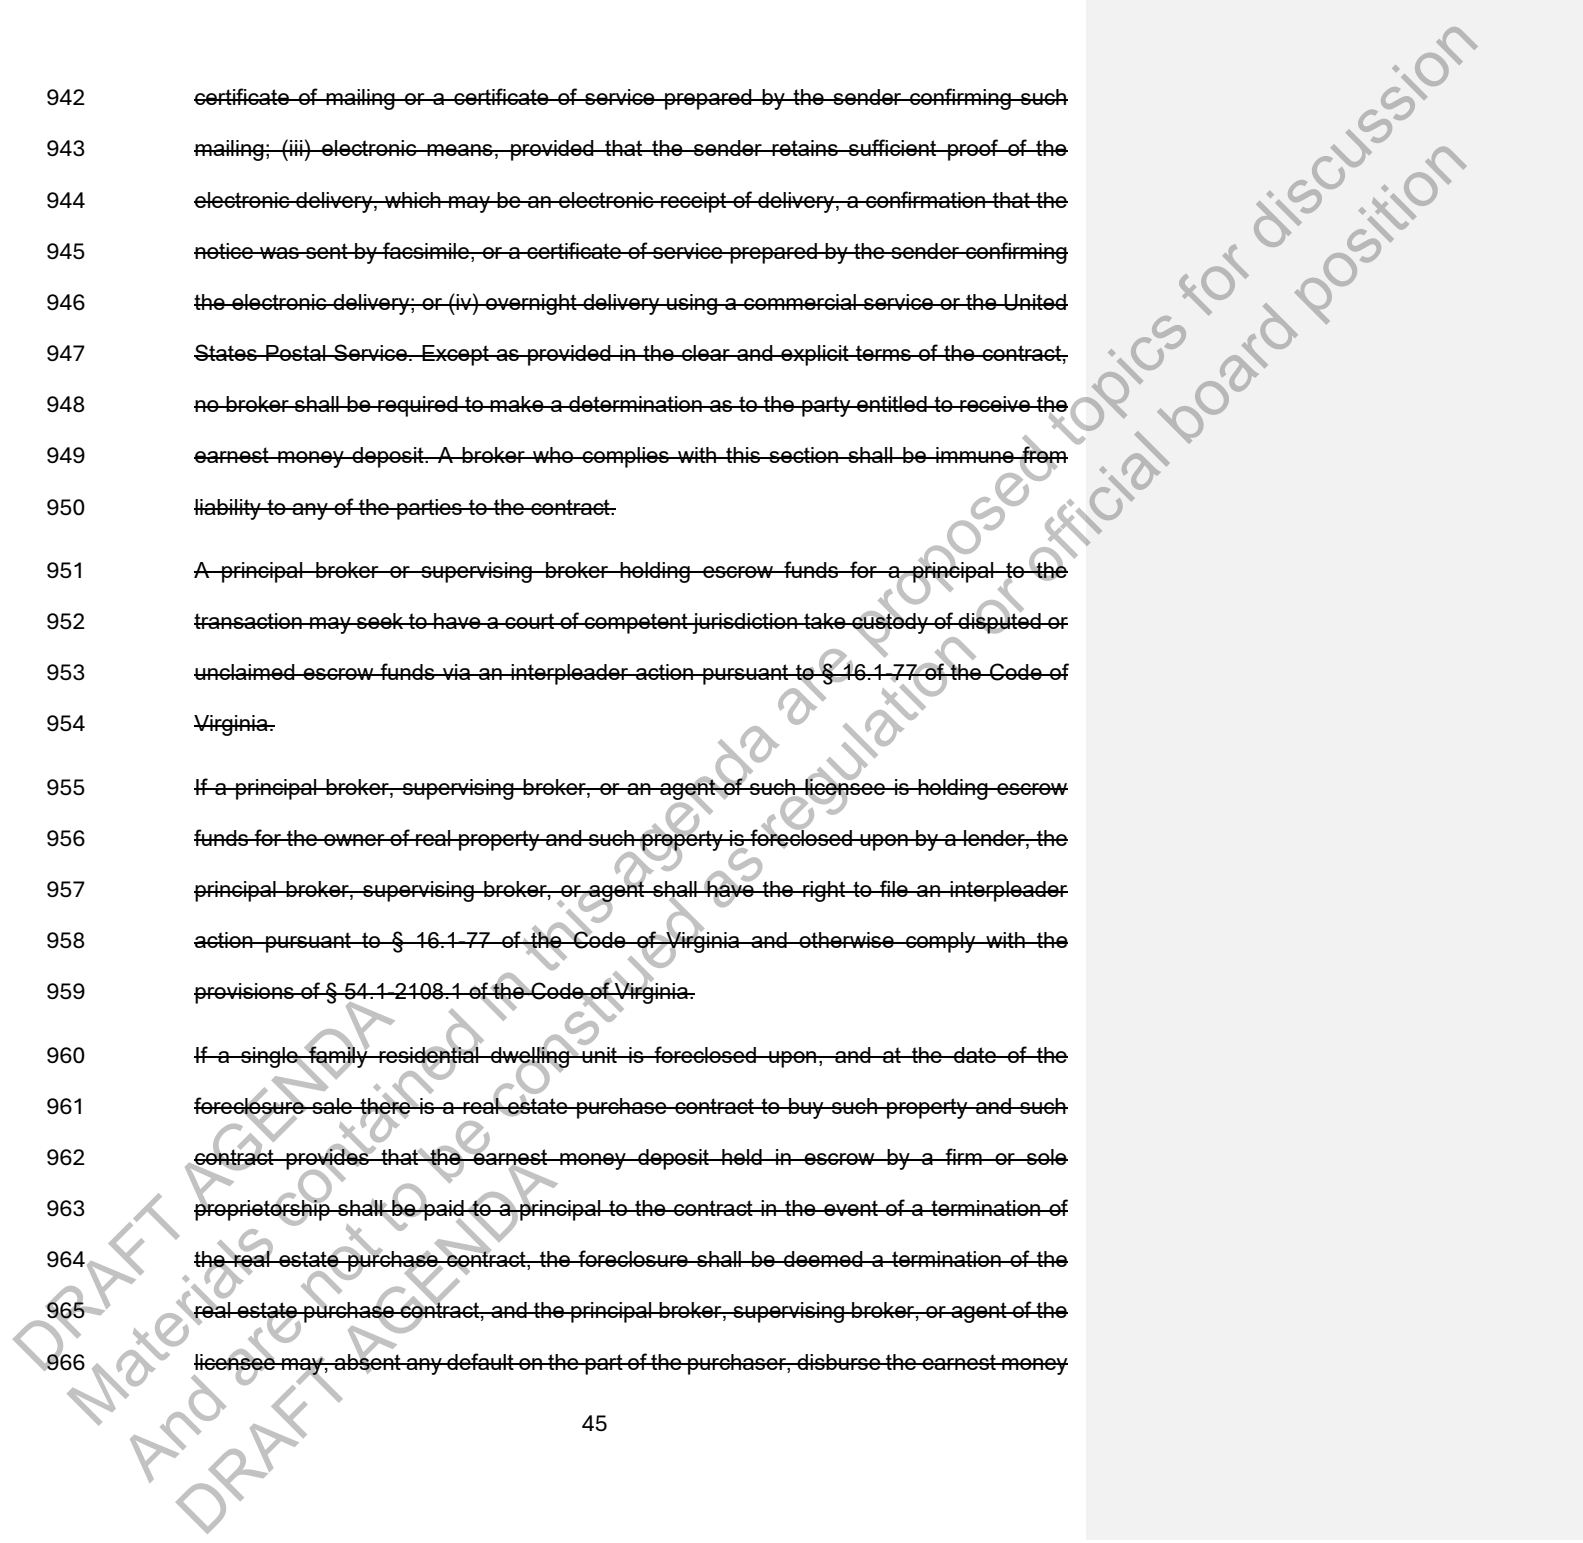 942 certificate of mailing or a certificate of service prepared by the sender confirming such
943 mailing; (iii) electronic means, provided that the sender retains sufficient proof of the
944 electronic delivery, which may be an electronic receipt of delivery, a confirmation that the
945 notice was sent by facsimile, or a certificate of service prepared by the sender confirming
946 the electronic delivery; or (iv) overnight delivery using a commercial service or the United
947 States Postal Service. Except as provided in the clear and explicit terms of the contract,
948 no broker shall be required to make a determination as to the party entitled to receive the
949 earnest money deposit. A broker who complies with this section shall be immune from
950 liability to any of the parties to the contract.
951 A principal broker or supervising broker holding escrow funds for a principal to the
952 transaction may seek to have a court of competent jurisdiction take custody of disputed or
953 unclaimed escrow funds via an interpleader action pursuant to § 16.1-77 of the Code of
954 Virginia.
955 If a principal broker, supervising broker, or an agent of such licensee is holding escrow
956 funds for the owner of real property and such property is foreclosed upon by a lender, the
957 principal broker, supervising broker, or agent shall have the right to file an interpleader
958 action pursuant to § 16.1-77 of the Code of Virginia and otherwise comply with the
959 provisions of § 54.1-2108.1 of the Code of Virginia.
960 If a single family residential dwelling unit is foreclosed upon, and at the date of the
961 foreclosure sale there is a real estate purchase contract to buy such property and such
962 contract provides that the earnest money deposit held in escrow by a firm or sole
963 proprietorship shall be paid to a principal to the contract in the event of a termination of
964 the real estate purchase contract, the foreclosure shall be deemed a termination of the
965 real estate purchase contract, and the principal broker, supervising broker, or agent of the
966 licensee may, absent any default on the part of the purchaser, disburse the earnest money
45
DRAFT AGENDA
Materials contained in this agenda are proposed topics for discussion
And are not to be construed as regulation or official board position
DRAFT AGENDA